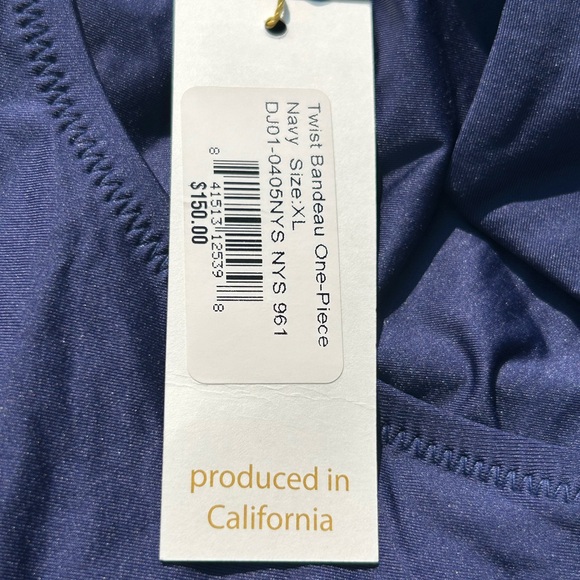 Twist Bandeau One-Piece
Navy Size:XL
DJ01-0405NYS NYS 961
8 41513 12539 8
$150.00
produced in
California